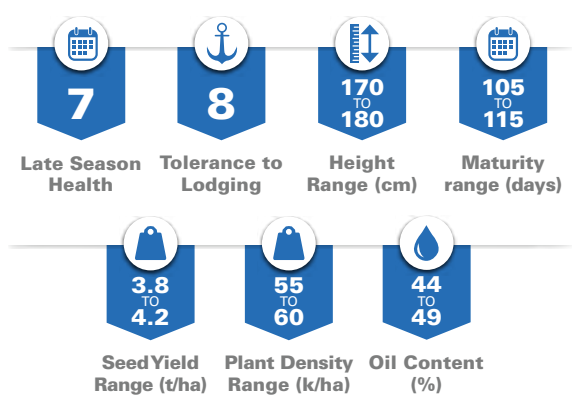 7
Late Season
Health
8
Tolerance to
Lodging
170
TO
180
Height
Range (cm)
105
TO
115
Maturity
range (days)
3.8
TO
4.2
Seed Yield
Range (t/ha)
55
TO
60
Plant Density
Range (k/ha)
44
TO
49
Oil Content
(%)